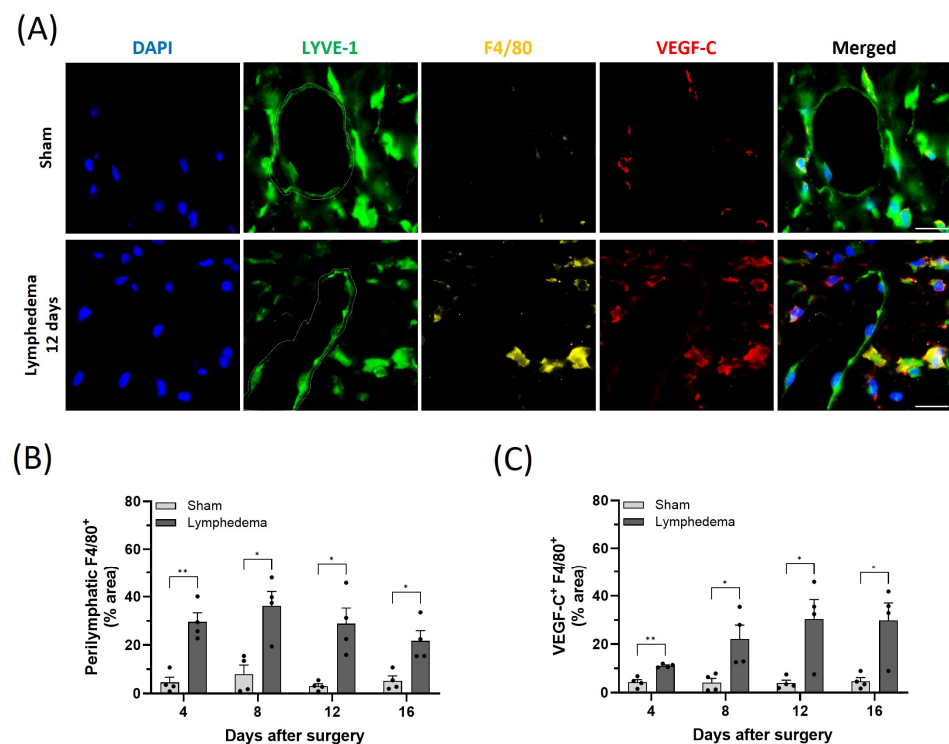 (A)
DAPI LYVE-1 F4/80 VEGF-C Merged
Sham
Lymphedema
12 days
(B)
80
60
40
20
0
Perilymphatic F4/80+
(% area)
Sham
Lymphedema
** * * *
4 8 12 16
Days after surgery
(C)
80
60
40
20
0
VEGF-C+ F4/80+
(% area)
Sham
Lymphedema
** * * *
4 8 12 16
Days after surgery